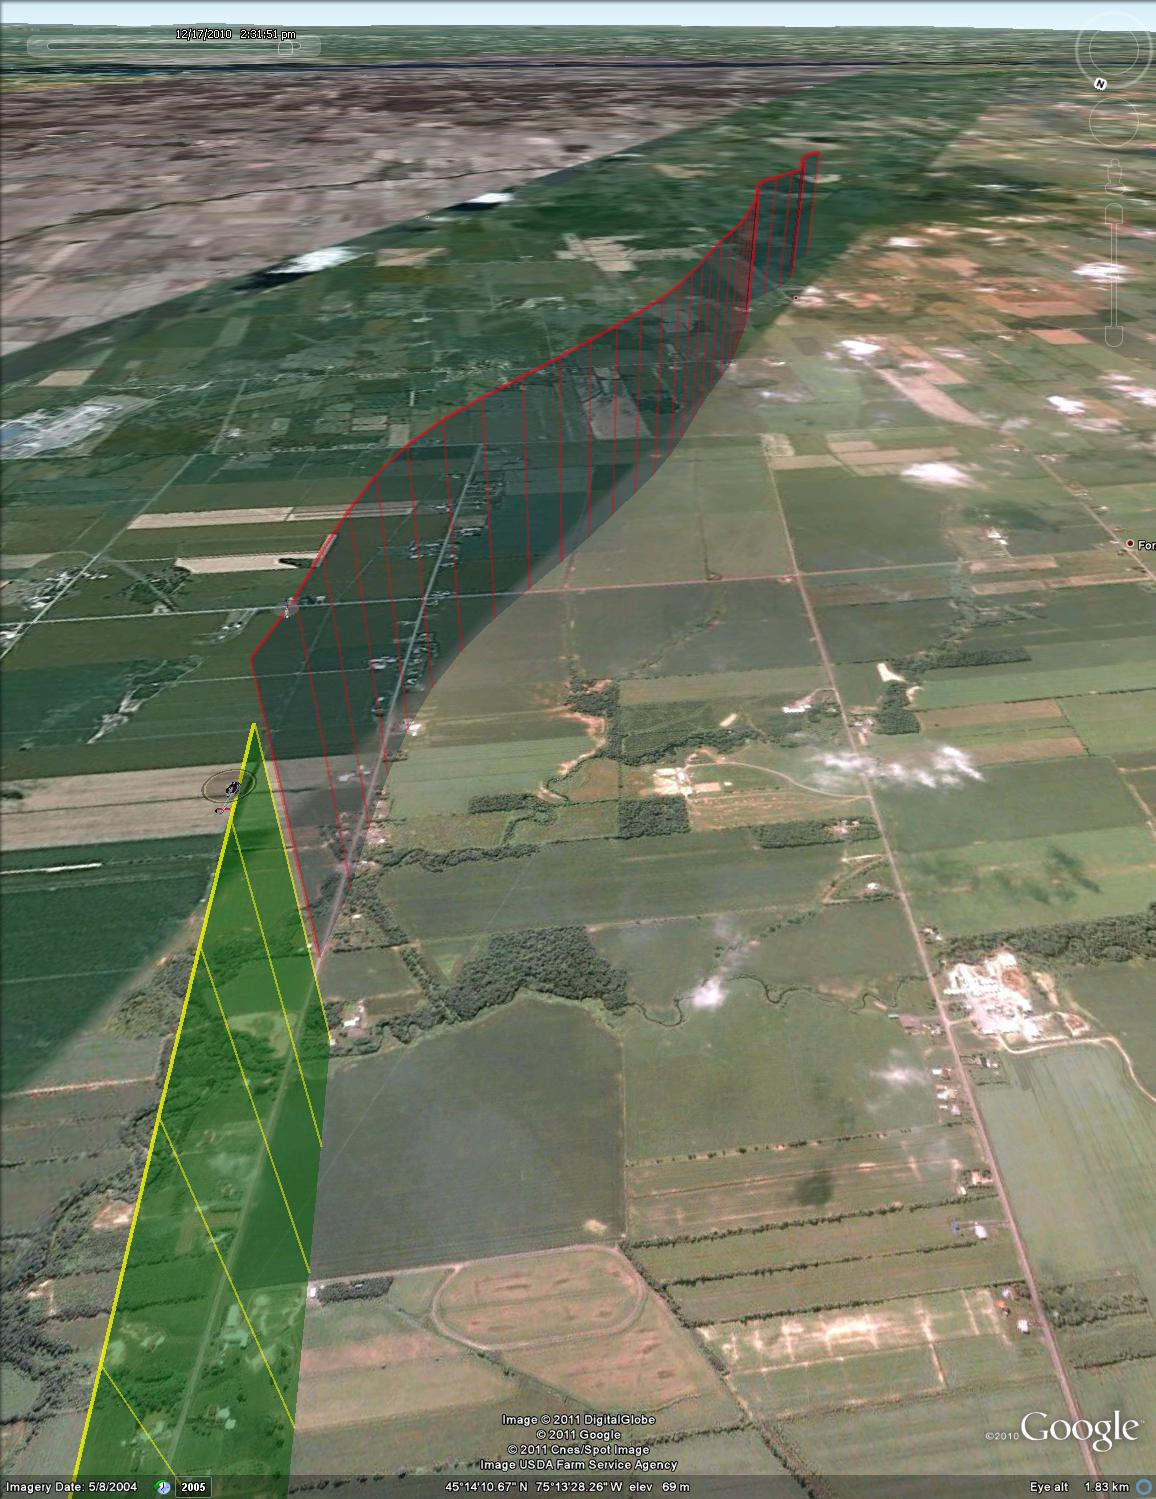 12/17/2010 2:31:51 pm
N
For
Image © 2011 DigitalGlobe
© 2011 Google
© 2011 Cnes/Spot Image
Image USDA Farm Service Agency
©2010 Google
Imagery Date: 5/8/2004 2005 45°14'10.67" N 75°13'28.26" W elev 69 m Eye alt 1.83 km